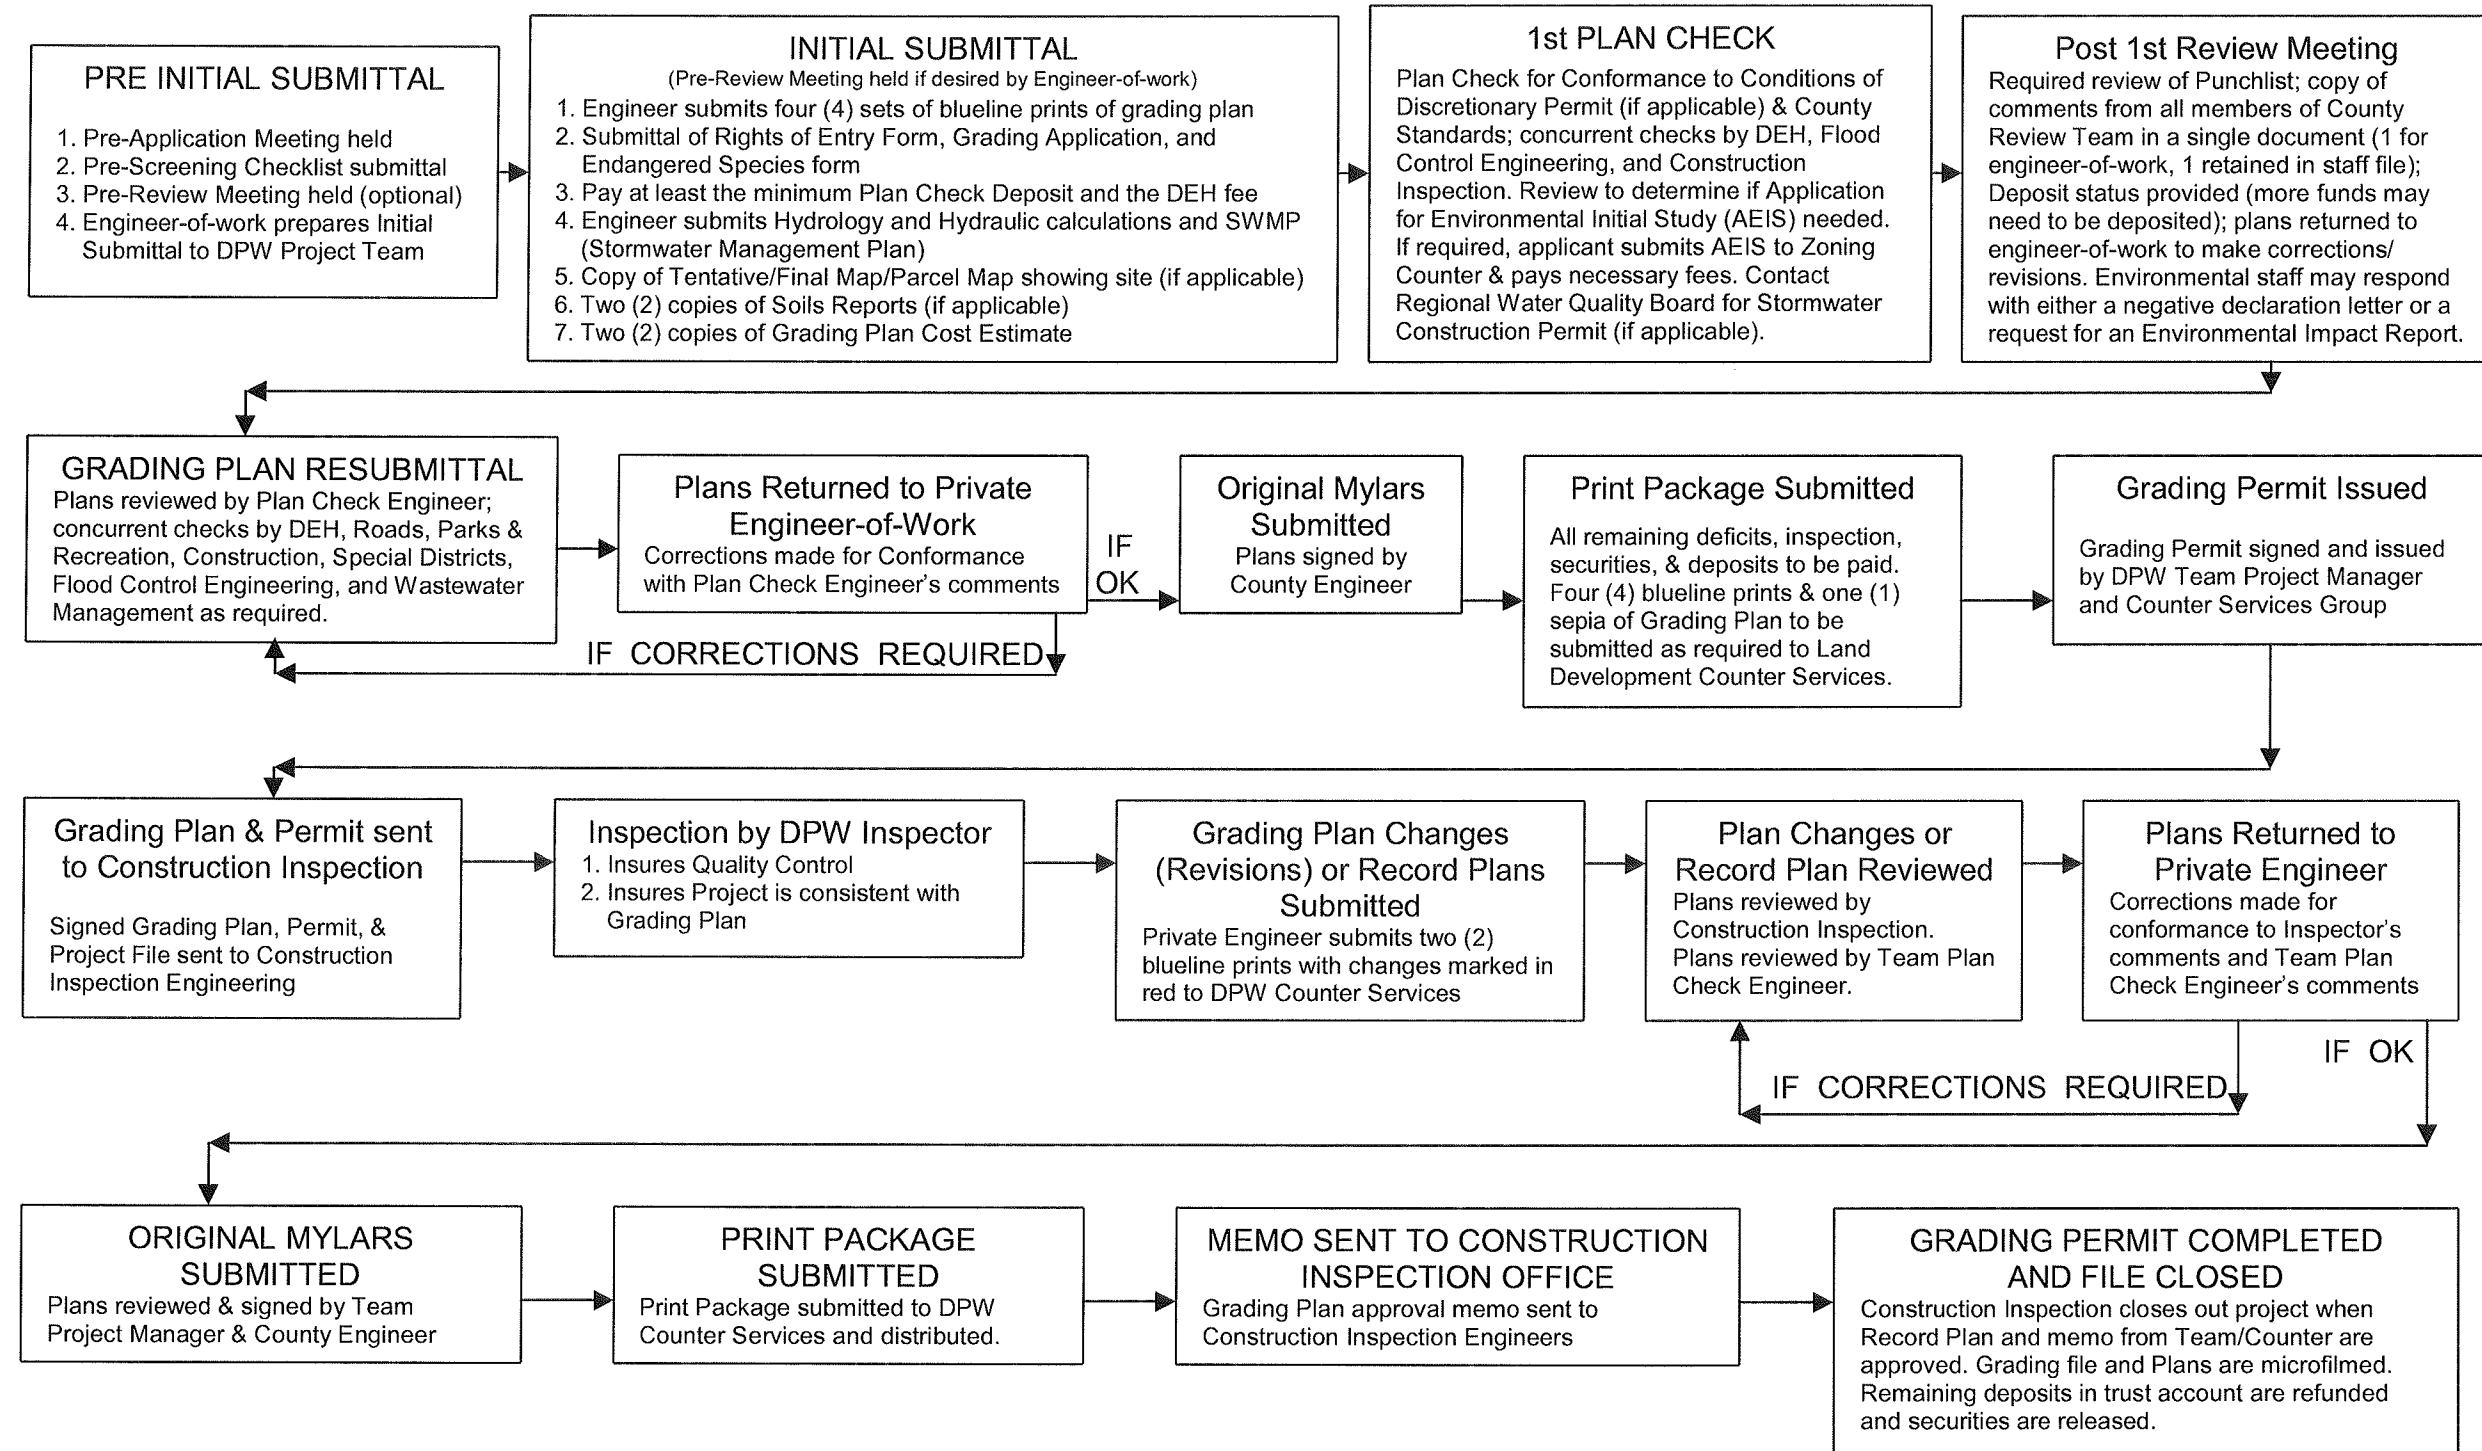 PRE INITIAL SUBMITTAL
1. Pre-Application Meeting held
2. Pre-Screening Checklist submittal
3. Pre-Review Meeting held (optional)
4. Engineer-of-work prepares Initial
Submittal to DPW Project Team
INITIAL SUBMITTAL
(Pre-Review Meeting held if desired by Engineer-of-work)
1. Engineer submits four (4) sets of blueline prints of grading plan
2. Submittal of Rights of Entry Form, Grading Application, and
Endangered Species form
3. Pay at least the minimum Plan Check Deposit and the DEH fee
4. Engineer submits Hydrology and Hydraulic calculations and SWMP
(Stormwater Management Plan)
5. Copy of Tentative/Final Map/Parcel Map showing site (if applicable)
6. Two (2) copies of Soils Reports (if applicable)
7. Two (2) copies of Grading Plan Cost Estimate
1st PLAN CHECK
Plan Check for Conformance to Conditions of
Discretionary Permit (if applicable) & County
Standards; concurrent checks by DEH, Flood
Control Engineering, and Construction
Inspection. Review to determine if Application
for Environmental Initial Study (AEIS) needed.
If required, applicant submits AEIS to Zoning
Counter & pays necessary fees. Contact
Regional Water Quality Board for Stormwater
Construction Permit (if applicable).
Post 1st Review Meeting
Required review of Punchlist; copy of
comments from all members of County
Review Team in a single document (1 for
engineer-of-work, 1 retained in staff file);
Deposit status provided (more funds may
need to be deposited); plans returned to
engineer-of-work to make corrections/
revisions. Environmental staff may respond
with either a negative declaration letter or a
request for an Environmental Impact Report.
GRADING PLAN RESUBMITTAL
Plans reviewed by Plan Check Engineer;
concurrent checks by DEH, Roads, Parks &
Recreation, Construction, Special Districts,
Flood Control Engineering, and Wastewater
Management as required.
Plans Returned to Private
Engineer-of-Work
Corrections made for Conformance
with Plan Check Engineer's comments
IF
OK
IF CORRECTIONS REQUIRED
Original Mylars
Submitted
Plans signed by
County Engineer
Print Package Submitted
All remaining deficits, inspection,
securities, & deposits to be paid.
Four (4) blueline prints & one (1)
sepia of Grading Plan to be
submitted as required to Land
Development Counter Services.
Grading Permit Issued
Grading Permit signed and issued
by DPW Team Project Manager
and Counter Services Group
Grading Plan & Permit sent
to Construction Inspection
Signed Grading Plan, Permit, &
Project File sent to Construction
Inspection Engineering
Inspection by DPW Inspector
1. Insures Quality Control
2. Insures Project is consistent with
Grading Plan
Grading Plan Changes
(Revisions) or Record Plans
Submitted
Private Engineer submits two (2)
blueline prints with changes marked in
red to DPW Counter Services
Plan Changes or
Record Plan Reviewed
Plans reviewed by
Construction Inspection.
Plans reviewed by Team Plan
Check Engineer.
Plans Returned to
Private Engineer
Corrections made for
conformance to Inspector's
comments and Team Plan
Check Engineer's comments
IF OK
IF CORRECTIONS REQUIRED
ORIGINAL MYLARS
SUBMITTED
Plans reviewed & signed by Team
Project Manager & County Engineer
PRINT PACKAGE
SUBMITTED
Print Package submitted to DPW
Counter Services and distributed.
MEMO SENT TO CONSTRUCTION
INSPECTION OFFICE
Grading Plan approval memo sent to
Construction Inspection Engineers
GRADING PERMIT COMPLETED
AND FILE CLOSED
Construction Inspection closes out project when
Record Plan and memo from Team/Counter are
approved. Grading file and Plans are microfilmed.
Remaining deposits in trust account are refunded
and securities are released.